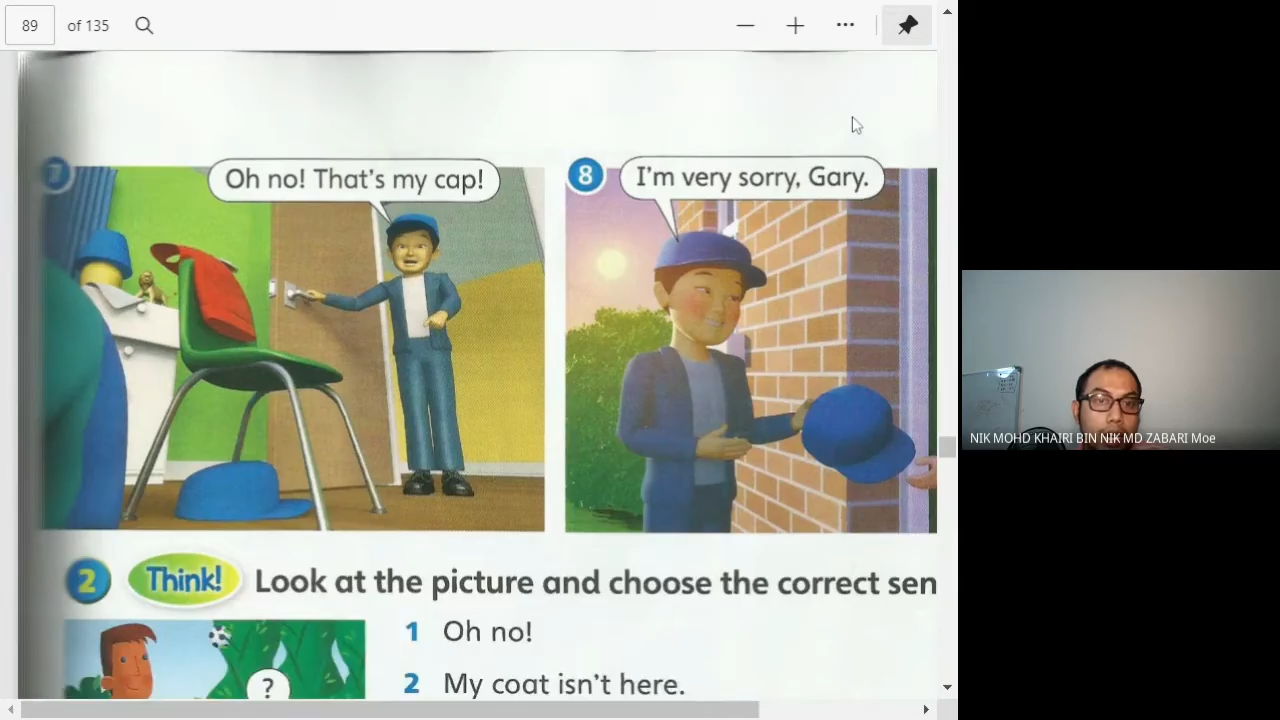 89 of 135
7
Oh no! That's my cap!
8
I'm very sorry, Gary.
2 Think! Look at the picture and choose the correct sen
1 Oh no!
?
2 My coat isn't here.
NIK MOHD KHAIRI BIN NIK MD ZABARI Moe